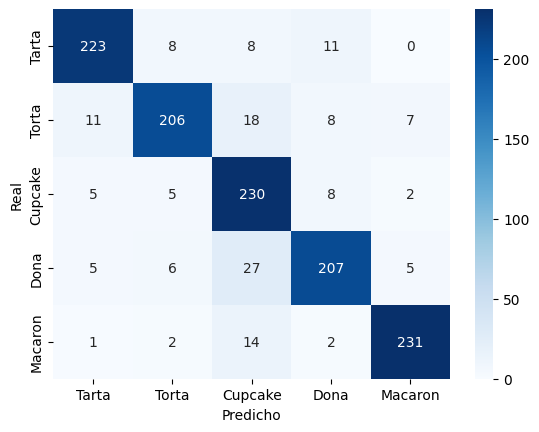 Tarta 223 8 8 11 0
Torta 11 206 18 8 7
Cupcake 5 5 230 8 2
Dona 5 6 27 207 5
Macaron 1 2 14 2 231
Tarta Torta Cupcake Dona Macaron
Real
Predicho
200
150
100
50
0